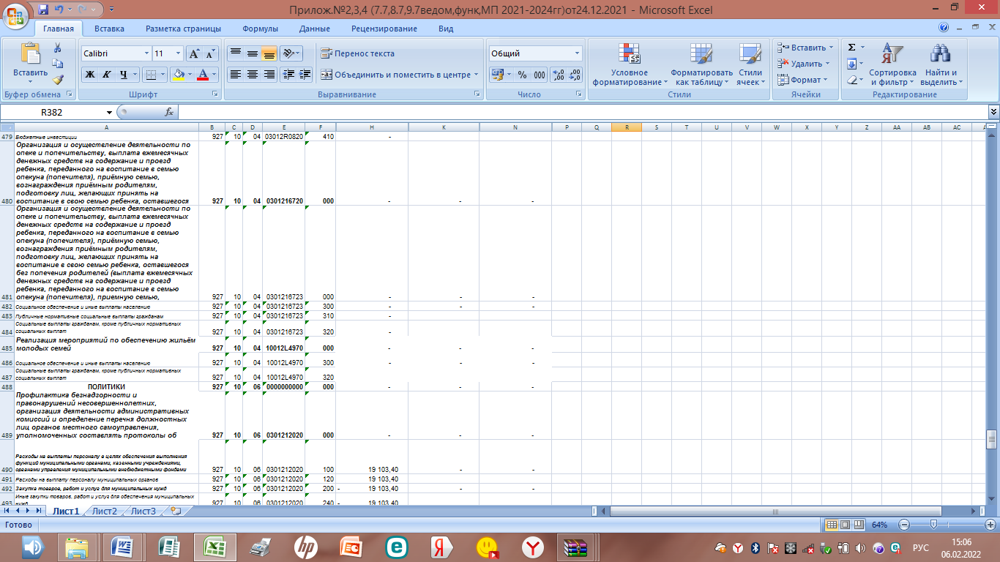 Прилож.№2,3,4 (7.7,8.7,9.7ведом,функ,МП 2021-2024гг)от24.12.2021 - Microsoft Excel
Главная Вставка Разметка страницы Формулы Данные Рецензирование Вид
Вставить
Буфер обмена
Calibri 11
Ж К Ч
Шрифт
Перенос текста
Объединить и поместить в центре
Выравнивание
Общий
% 000
Число
Условное форматирование
Форматировать как таблицу
Стили ячеек
Стили
Вставить
Удалить
Формат
Ячейки
Σ
Сортировка и фильтр
Найти и выделить
Редактирование
R382 fx
A B C D E F H K N P Q R S T U V W X Y Z AA AB AC
479 Бюджетные инвестиции 927 10 04 03012R0820 410 -
Организация и осуществление деятельности по
опеке и попечительству, выплата ежемесячных
денежных средств на содержание и проезд
ребенка, переданного на воспитание в семью
опекуна (попечителя), приёмную семью,
вознаграждения приёмным родителям,
подготовку лиц, желающих принять на
480 воспитание в свою семью ребенка, оставшегося 927 10 04 0301216720 000 - - -
Организация и осуществление деятельности по
опеке и попечительству, выплата ежемесячных
денежных средств на содержание и проезд
ребенка, переданного на воспитание в семью
опекуна (попечителя), приёмную семью,
вознаграждения приёмным родителям,
подготовку лиц, желающих принять на
воспитание в свою семью ребенка, оставшегося
без попечения родителей (выплата ежемесячных
денежных средств на содержание и проезд
ребенка, переданного на воспитание в семью
481 опекуна (попечителя), приемную семью, 927 10 04 0301216723 000 - - -
482 Социальное обеспечение и иные выплаты населению 927 10 04 0301216723 300 - - -
483 Публичные нормативные социальные выплаты гражданам 927 10 04 0301216723 310 -
Социальные выплаты гражданам, кроме публичных нормативных
484 социальных выплат 927 10 04 0301216723 320 -
Реализация мероприятий по обеспечению жильём
485 молодых семей 927 10 04 10012L4970 000 - - -
486 Социальное обеспечение и иные выплаты населению 927 10 04 10012L4970 300 - - -
Социальные выплаты гражданам, кроме публичных нормативных
487 социальных выплат 927 10 04 10012L4970 320 -
488 ПОЛИТИКИ 927 10 06 0000000000 000 - - -
Профилактика безнадзорности и
правонарушений несовершеннолетних,
организация деятельности административных
комиссий и определение перечня должностных
лиц органов местного самоуправления,
489 уполномоченных составлять протоколы об 927 10 06 0301212020 000 - - -
Расходы на выплаты персоналу в целях обеспечения выполнения
функций муниципальными органами, казенными учреждениями,
490 органами управления муниципальными внебюджетными фондами 927 10 06 0301212020 100 19 103,40 - -
491 Расходы на выплату персоналу муниципальных органов 927 10 06 0301212020 120 19 103,40
492 Закупка товаров, работ и услуг для муниципальных нужд 927 10 06 0301212020 200 - 19 103,40 - -
Иные закупки товаров, работ и услуг для обеспечения муниципальных
493 нужд 927 10 06 0301212020 240 - 19 103,40
Лист1 Лист2 Лист3
Готово 64%
РУС 15:06
06.02.2022